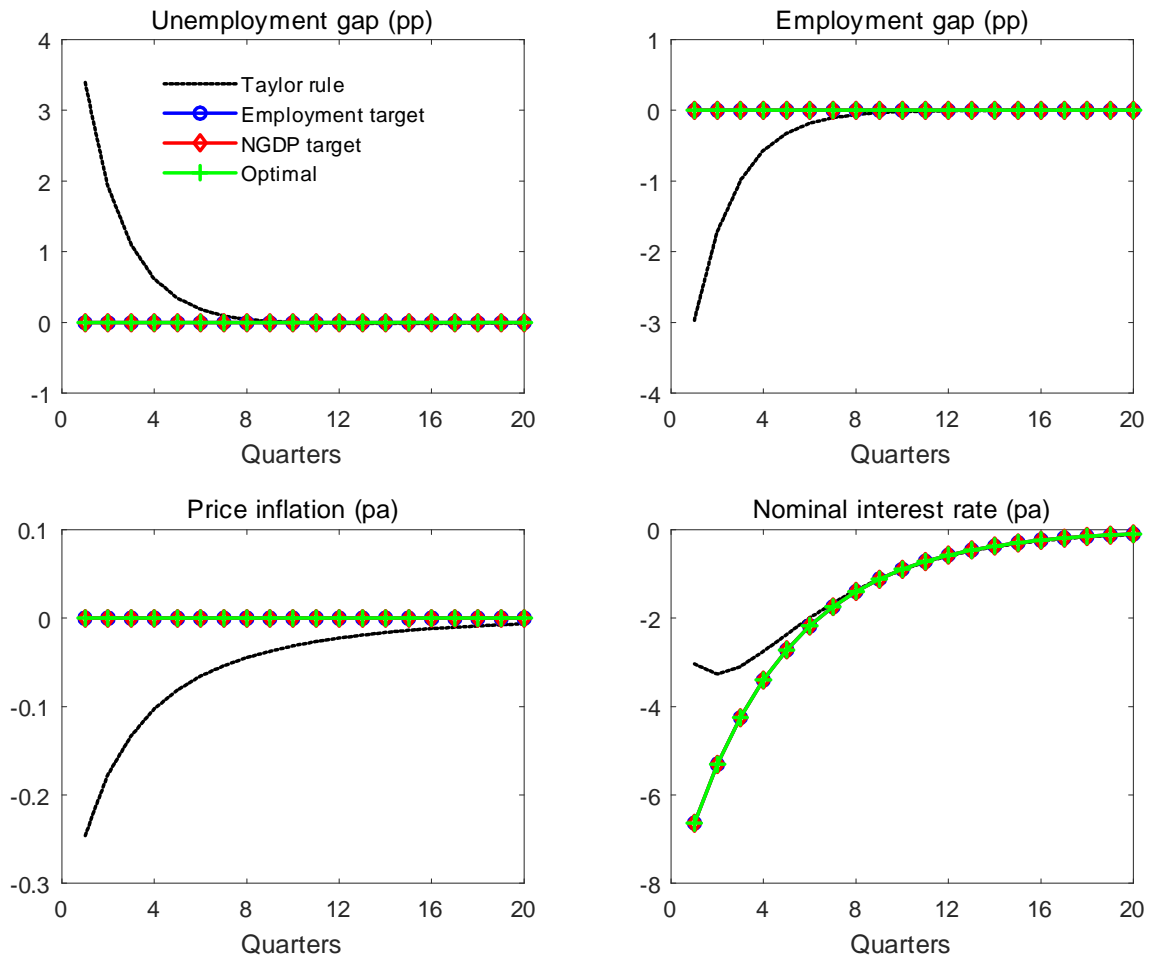 Unemployment gap (pp)
4
3
2
1
0
-1
0 4 8 12 16 20
Quarters
Taylor rule
Employment target
NGDP target
Optimal
Employment gap (pp)
1
0
-1
-2
-3
-4
0 4 8 12 16 20
Quarters
Price inflation (pa)
0.1
0
-0.1
-0.2
-0.3
0 4 8 12 16 20
Quarters
Nominal interest rate (pa)
0
-2
-4
-6
-8
0 4 8 12 16 20
Quarters